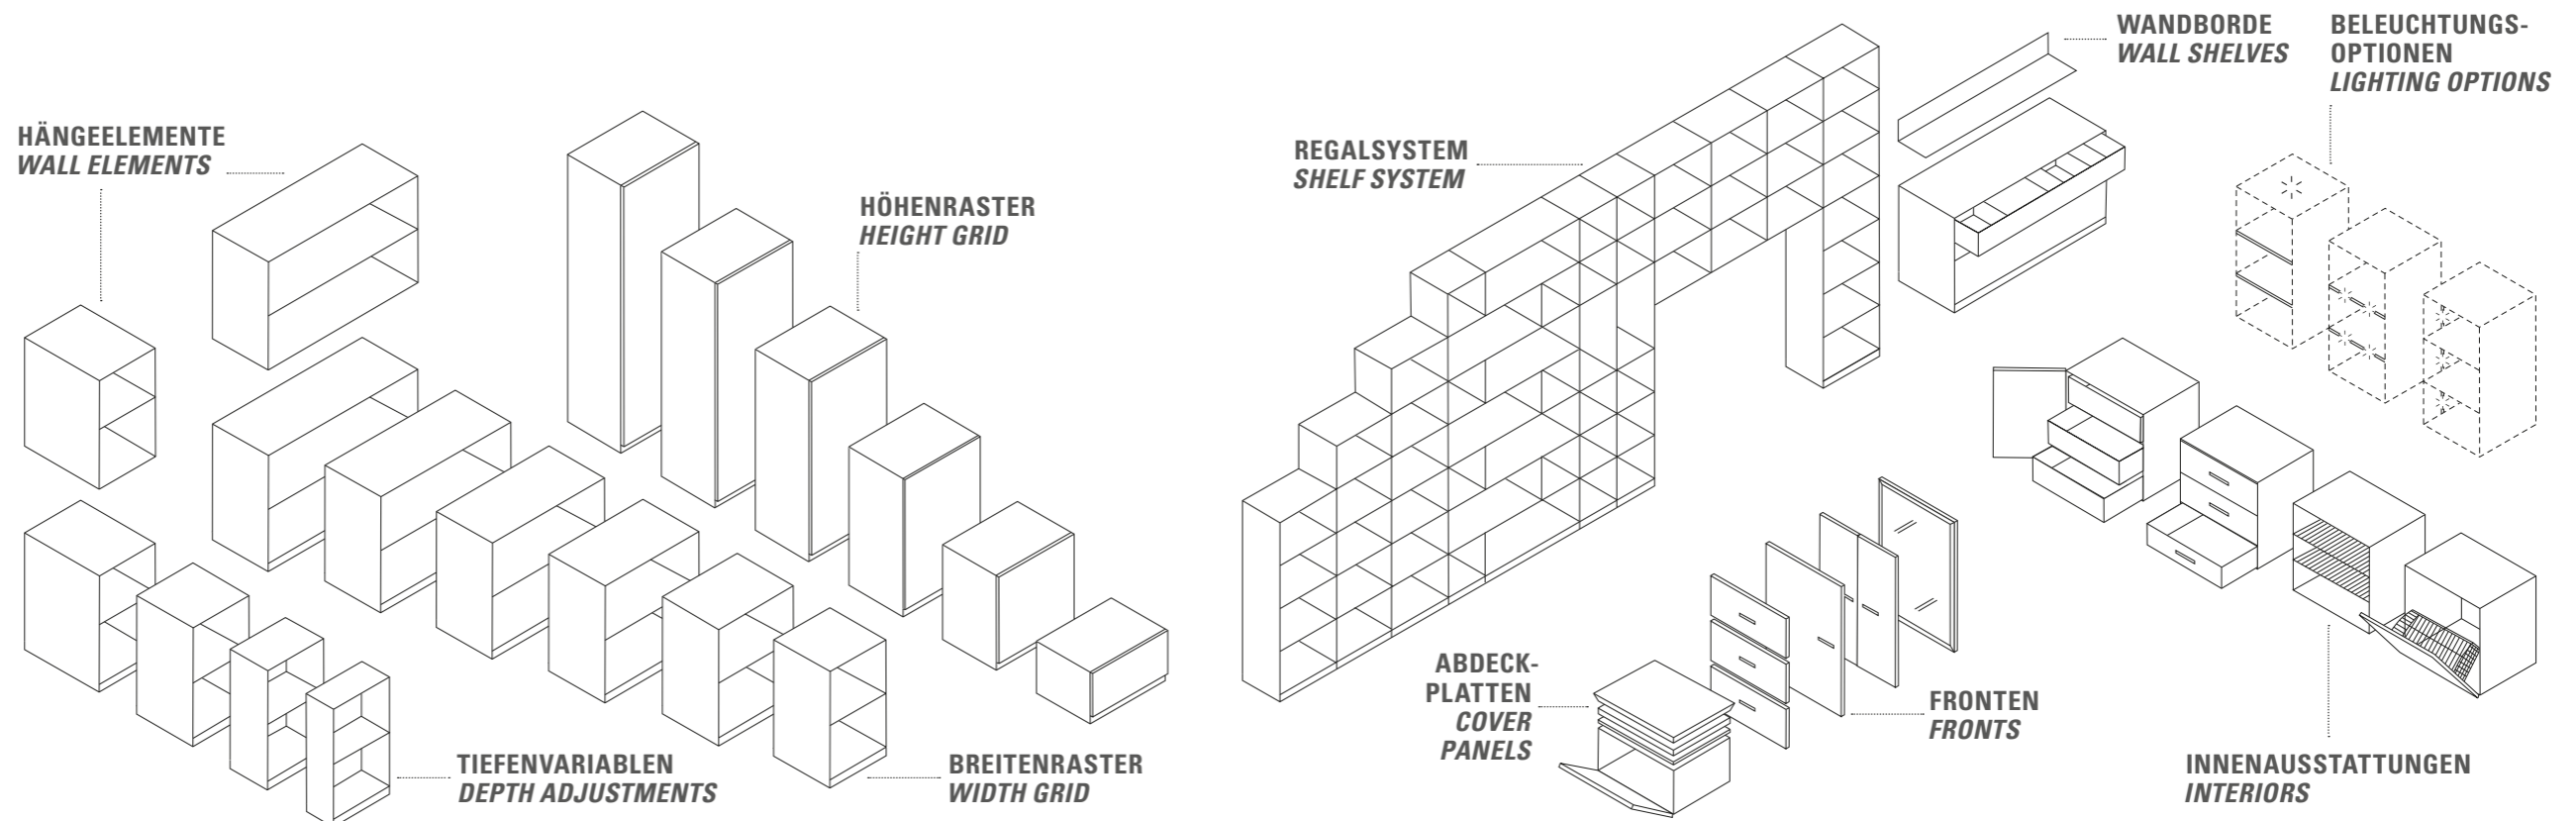 HÄNGEELEMENTE
WALL ELEMENTS
HÖHENRASTER
HEIGHT GRID
TIEFENVARIABLEN
DEPTH ADJUSTMENTS
BREITENRASTER
WIDTH GRID
REGALSYSTEM
SHELF SYSTEM
WANDBORDE
WALL SHELVES
BELEUCHTUNGS-
OPTIONEN
LIGHTING OPTIONS
ABDECK-
PLATTEN
COVER
PANELS
FRONTEN
FRONTS
INNENAUSSTATTUNGEN
INTERIORS